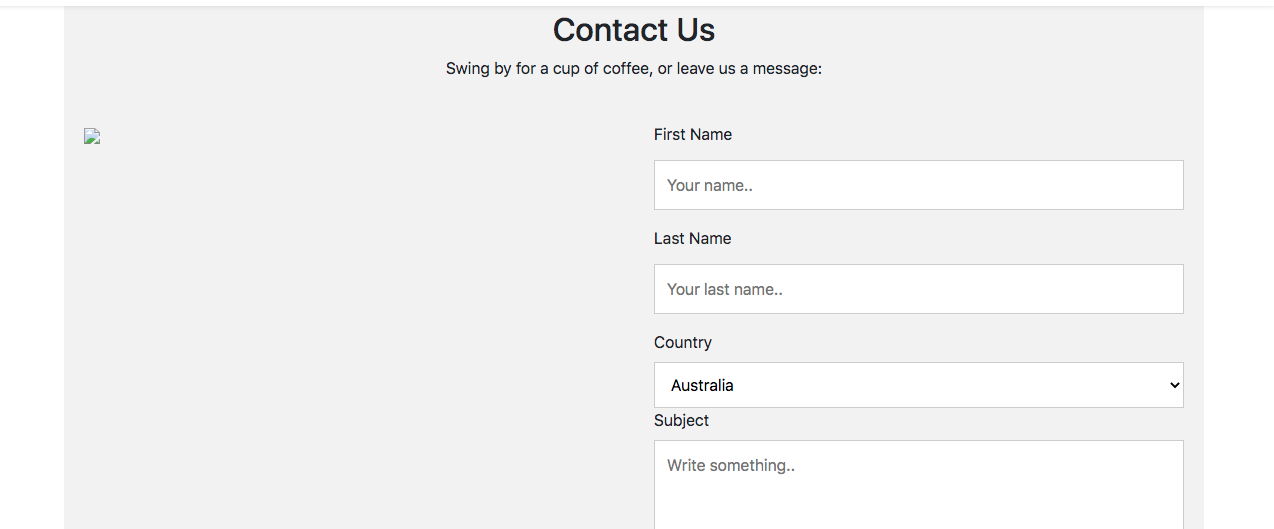 Contact Us
Swing by for a cup of coffee, or leave us a message:
First Name
Your name..
Last Name
Your last name..
Country
Australia
Subject
Write something..